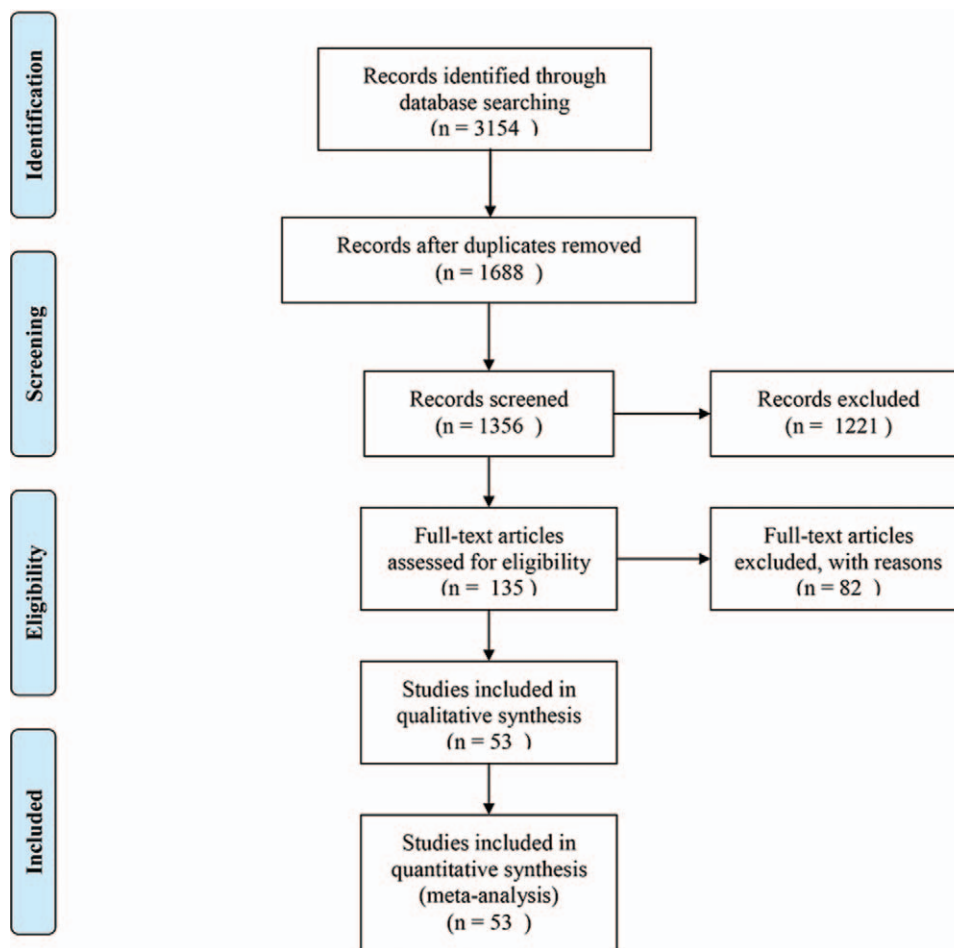 Identification
Records identified through
database searching
(n = 3154 )
Records after duplicates removed
(n = 1688 )
Screening
Records screened
(n = 1356 )
Records excluded
(n = 1221 )
Eligibility
Full-text articles
assessed for eligibility
(n = 135 )
Full-text articles
excluded, with reasons
(n = 82 )
Studies included in
qualitative synthesis
(n = 53 )
Included
Studies included in
quantitative synthesis
(meta-analysis)
(n = 53 )